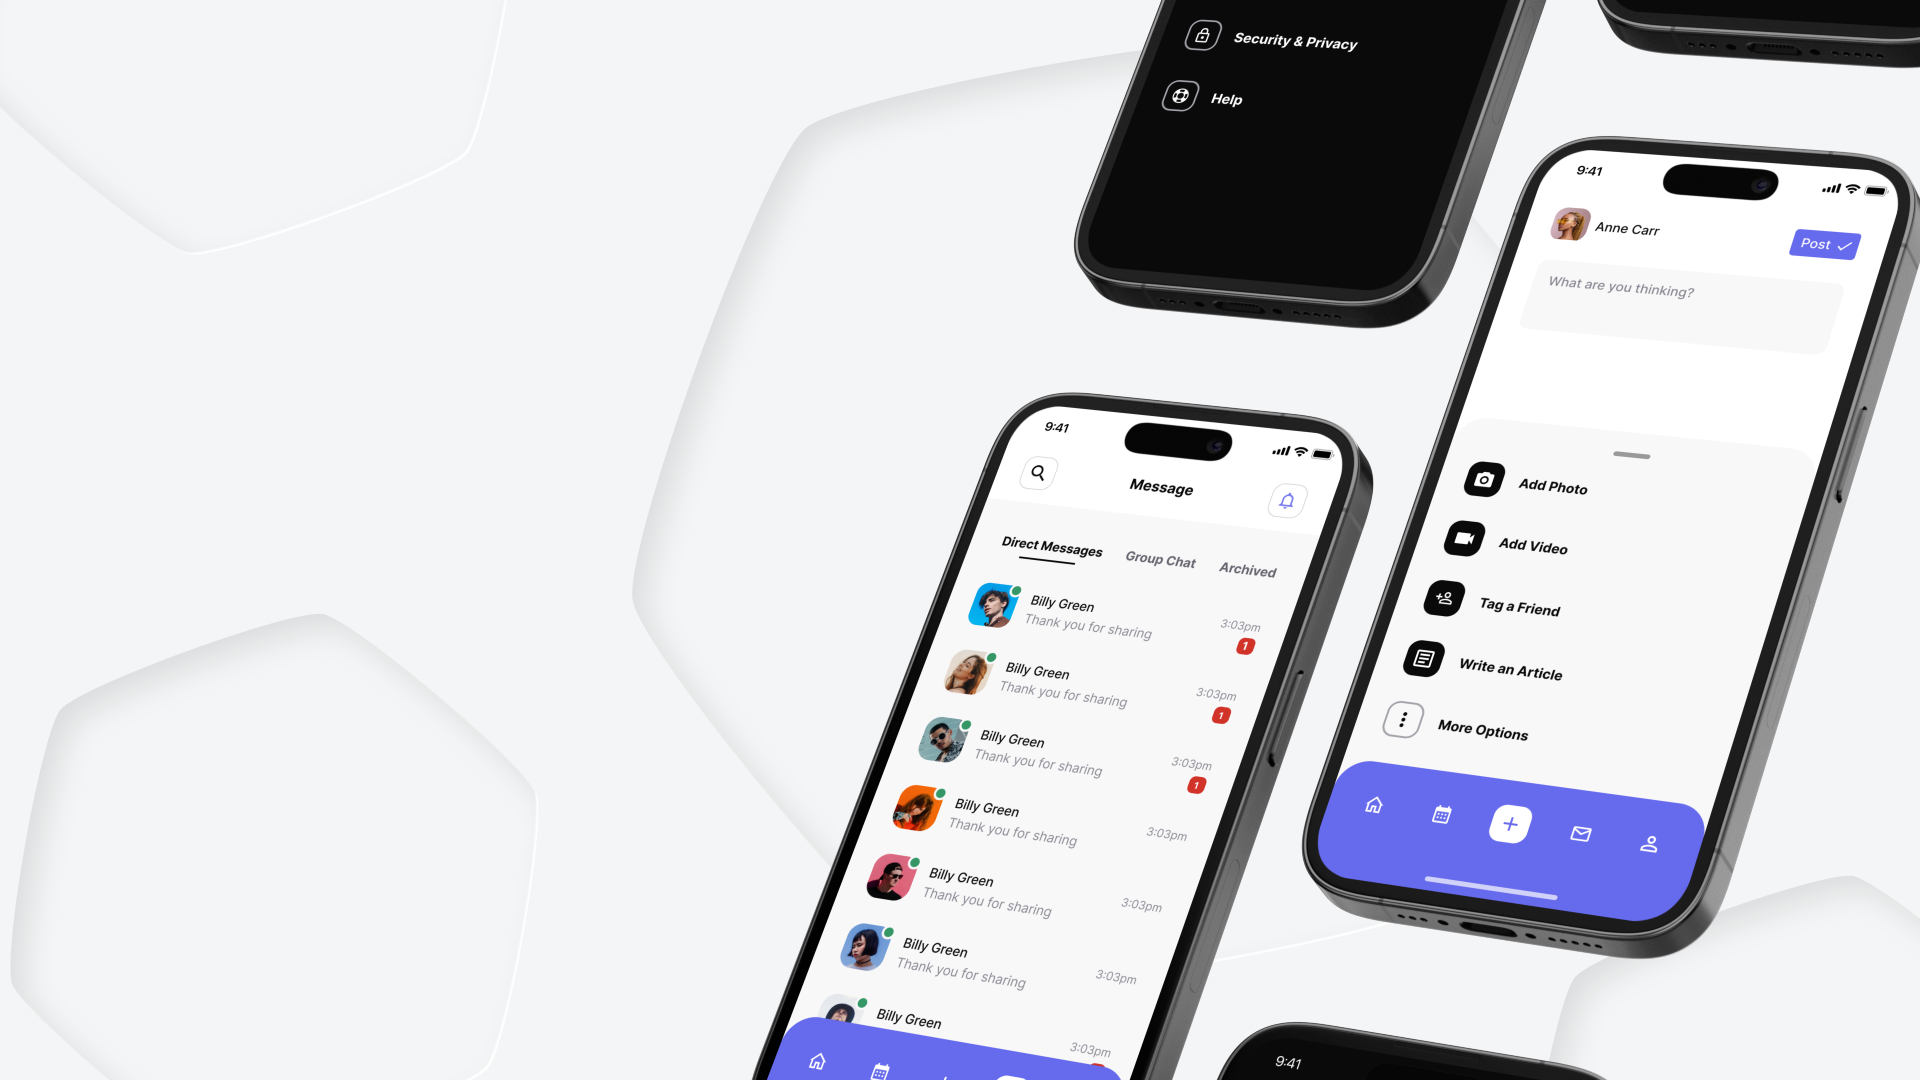 Security & Privacy
Help
9:41
Anne Carr
Post
What are you thinking?
Add Photo
Add Video
Tag a Friend
Write an Article
More Options
9:41
Message
Direct Messages
Group Chat
Archived
Billy Green
Thank you for sharing
3:03pm
1
Billy Green
Thank you for sharing
3:03pm
1
Billy Green
Thank you for sharing
3:03pm
1
Billy Green
Thank you for sharing
3:03pm
Billy Green
Thank you for sharing
3:03pm
Billy Green
Thank you for sharing
3:03pm
Billy Green
3:03pm
9:41